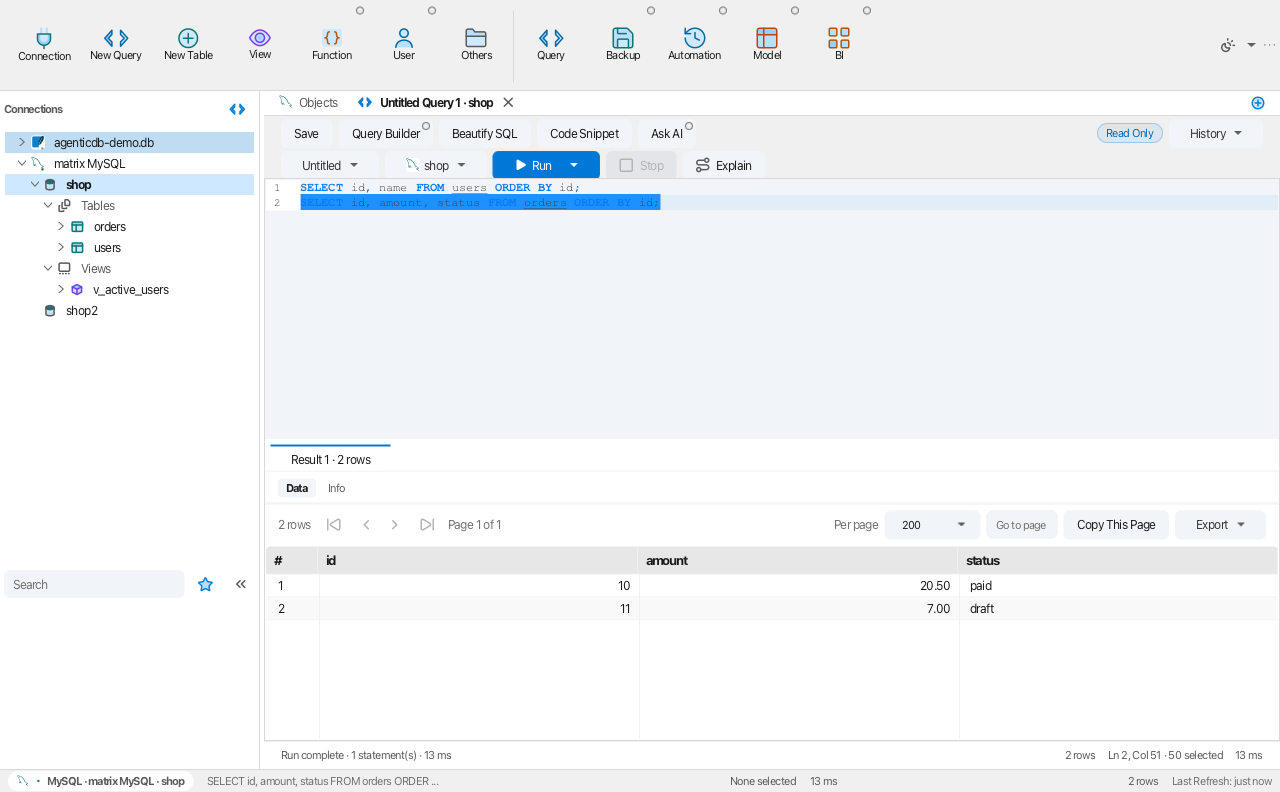 Connection New Query New Table View Function User Others Query Backup Automation Model BI
Connections
agenticdb-demo.db
matrix MySQL
shop
Tables
orders
users
Views
v_active_users
shop2
Search
Objects Untitled Query 1 · shop
Save Query Builder Beautify SQL Code Snippet Ask AI Read Only History
Untitled shop Run Stop Explain
1 SELECT id, name FROM users ORDER BY id;
2 SELECT id, amount, status FROM orders ORDER BY id;
Result 1 · 2 rows
Data Info
2 rows Page 1 of 1 Per page 200 Go to page Copy This Page Export
# id amount status
1 10 20.50 paid
2 11 7.00 draft
Run complete · 1 statement(s) · 13 ms 2 rows Ln 2, Col 51 · 50 selected 13 ms
MySQL · matrix MySQL · shop SELECT id, amount, status FROM orders ORDER ... None selected 13 ms 2 rows Last Refresh: just now